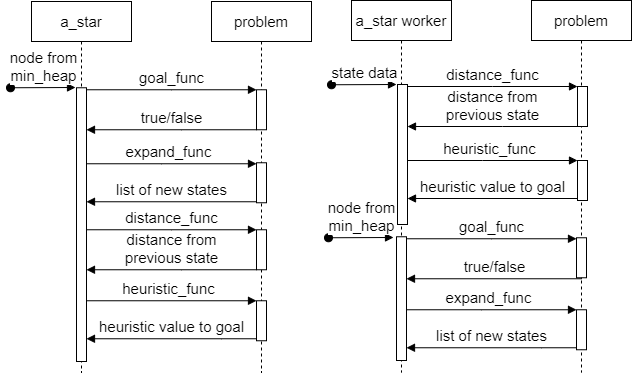 a_star
problem
node from
min_heap
goal_func
true/false
expand_func
list of new states
distance_func
distance from
previous state
heuristic_func
heuristic value to goal
a_star worker
problem
state data
distance_func
distance from
previous state
heuristic_func
heuristic value to goal
node from
min_heap
goal_func
true/false
expand_func
list of new states